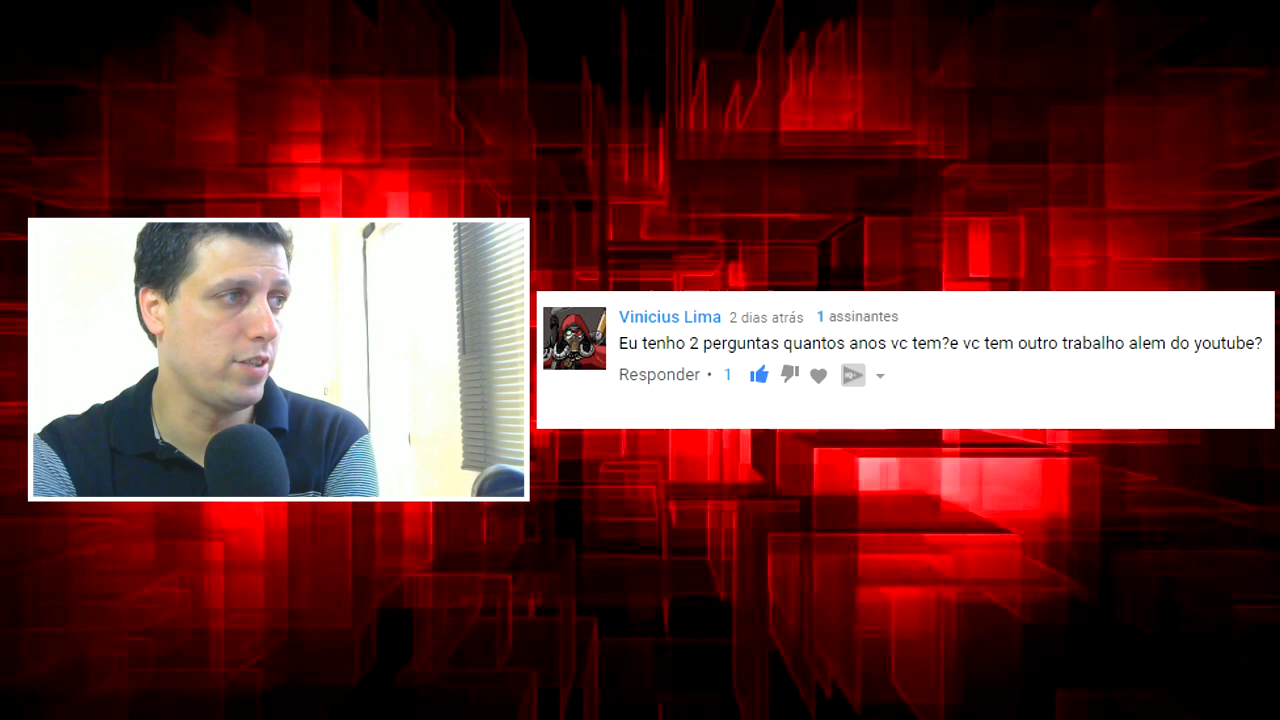 Vinicius Lima 2 dias atrás 1 assinantes
Eu tenho 2 perguntas quantos anos vc tem?e vc tem outro trabalho alem do youtube?
Responder • 1